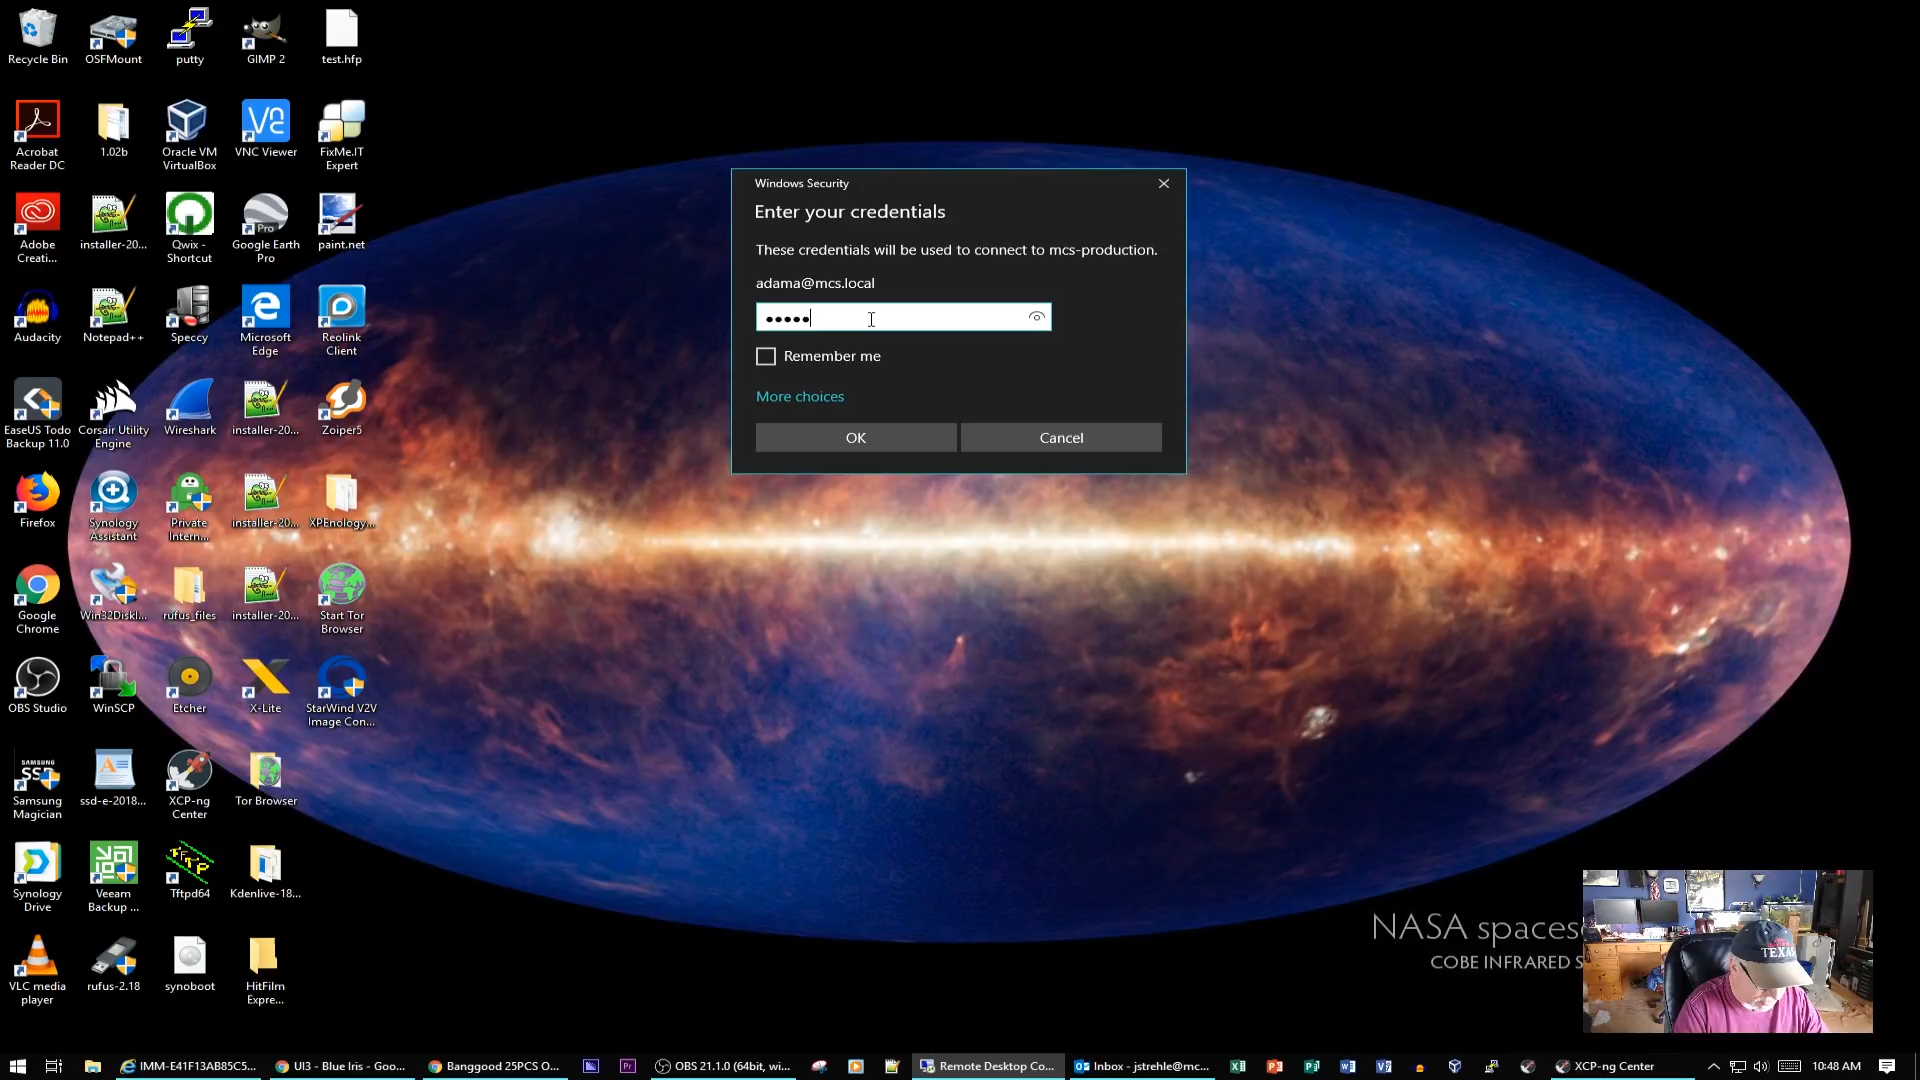 Recycle Bin
OSFMount
putty
GIMP 2
test.hfp
Acrobat
Reader DC
1.02b
Oracle VM
VirtualBox
VNC Viewer
FixMe.IT
Expert
Adobe
Creati...
installer-20...
Qwix -
Shortcut
Google Earth
Pro
paint.net
Audacity
Notepad++
Speccy
Microsoft
Edge
Reolink
Client
EaseUS Todo
Backup 11.0
Corsair Utility
Engine
Wireshark
installer-20...
Zoiper5
Firefox
Synology
Assistant
Private
Intern...
installer-20...
XPEnology...
Google
Chrome
Win32DiskI...
rufus_files
installer-20...
Start Tor
Browser
OBS Studio
WinSCP
Etcher
X-Lite
StarWind V2V
Image Con...
Samsung
Magician
ssd-e-2018...
XCP-ng
Center
Tor Browser
Synology
Drive
Veeam
Backup ...
Tftpd64
Kdenlive-18...
VLC media
player
rufus-2.18
synoboot
HitFilm
Expre...
Windows Security
Enter your credentials
These credentials will be used to connect to mcs-production.
adama@mcs.local
●●●●●
Remember me
More choices
OK
Cancel
NASA spaces
COBE INFRARED S
TEXAS
IMM-E41F13AB85C5...
UI3 - Blue Iris - Goo...
Banggood 25PCS O...
OBS 21.1.0 (64bit, wi...
Remote Desktop Co...
Inbox - jstrehle@mc...
XCP-ng Center
10:48 AM